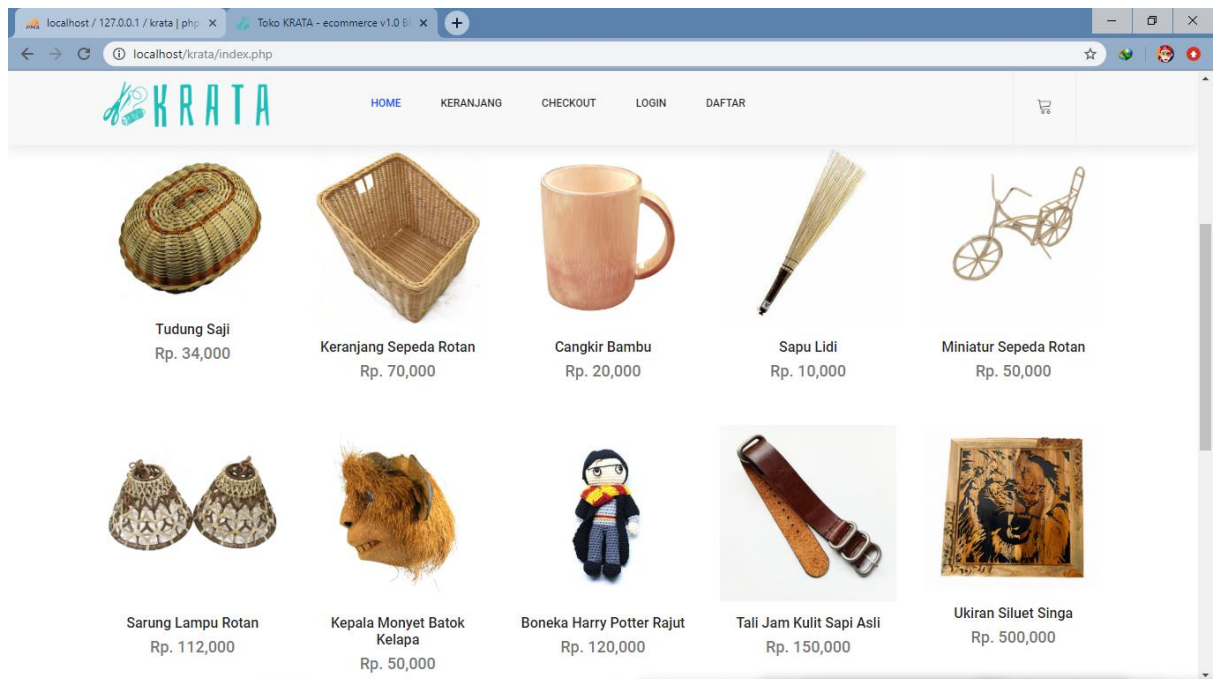 localhost / 127.0.0.1 / krata | php
Toko KRATA - ecommerce v1.0 B
localhost/krata/index.php
KRATA
HOME KERANJANG CHECKOUT LOGIN DAFTAR
Tudung Saji
Rp. 34,000
Keranjang Sepeda Rotan
Rp. 70,000
Cangkir Bambu
Rp. 20,000
Sapu Lidi
Rp. 10,000
Miniatur Sepeda Rotan
Rp. 50,000
Sarung Lampu Rotan
Rp. 112,000
Kepala Monyet Batok
Kelapa
Rp. 50,000
Boneka Harry Potter Rajut
Rp. 120,000
Tali Jam Kulit Sapi Asli
Rp. 150,000
Ukiran Siluet Singa
Rp. 500,000